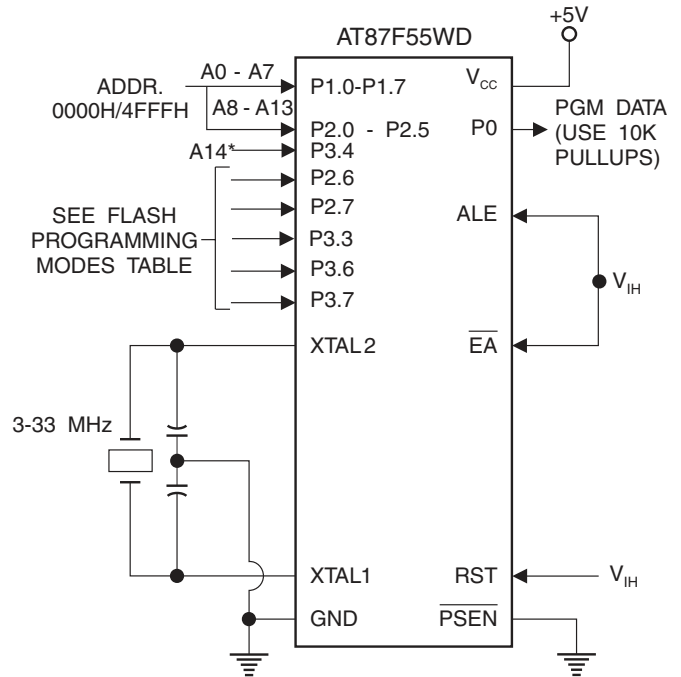 +5V
AT87F55WD
ADDR.
0000H/4FFFH
A0 - A7
A8 - A13
A14*
SEE FLASH
PROGRAMMING
MODES TABLE
3-33 MHz
P1.0-P1.7
P2.0 - P2.5
P3.4
P2.6
P2.7
P3.3
P3.6
P3.7
XTAL2
XTAL1
GND
VCC
P0
ALE
EA
RST
PSEN
PGM DATA
(USE 10K
PULLUPS)
VIH
VIH